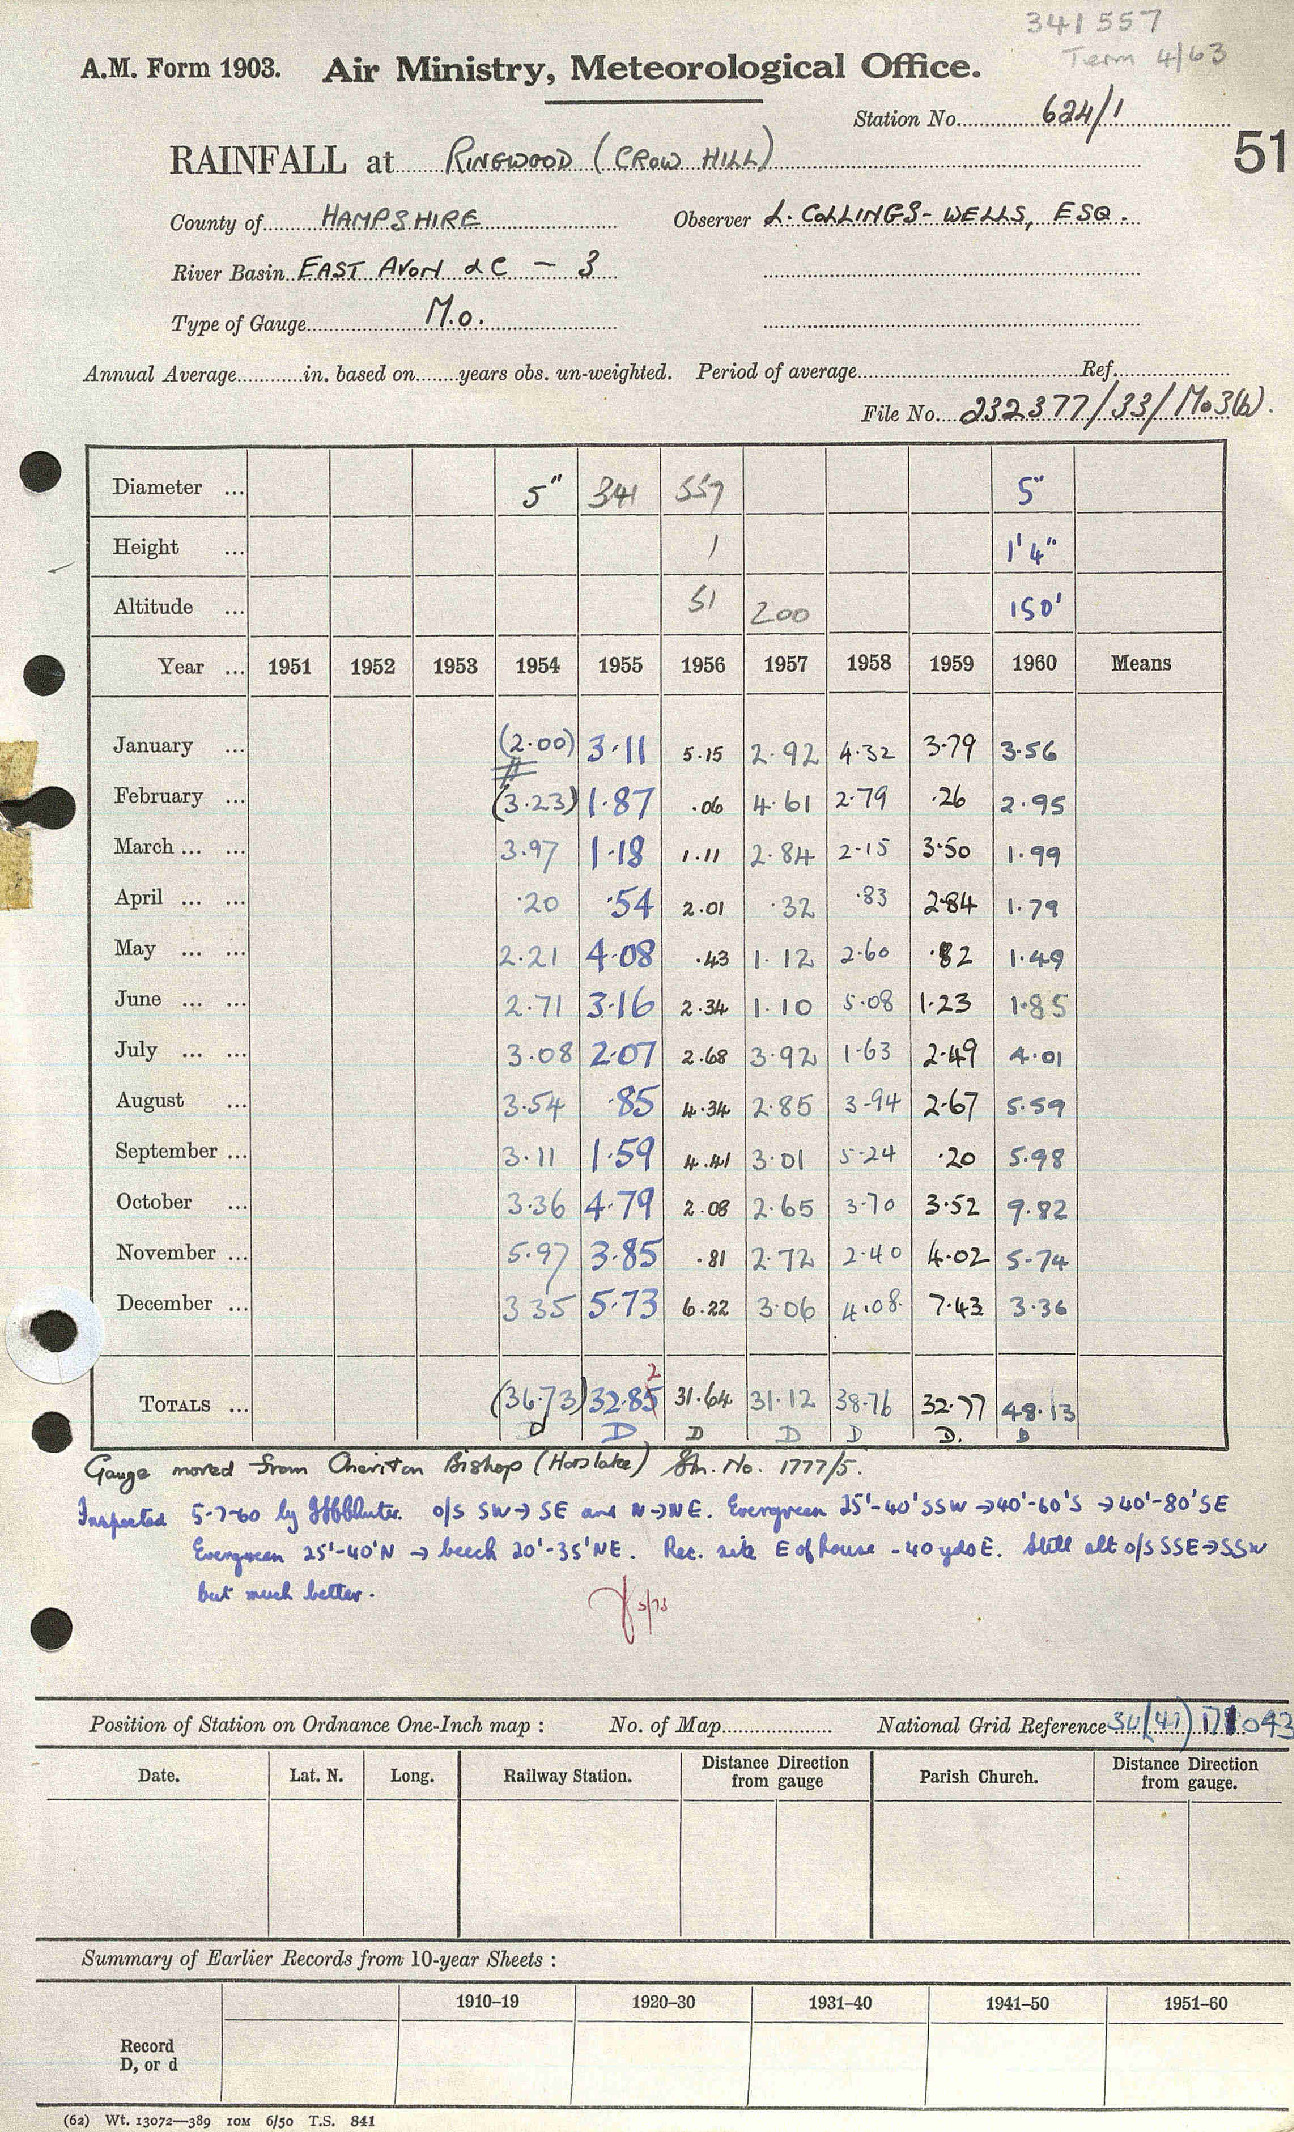 341557
Term 4/63
A.M. Form 1903. Air Ministry, Meteorological Office.
Station No. 624/1
51
RAINFALL at RINGWOOD (CROW HILL)
County of HAMPSHIRE Observer L. COLLINGS-WELLS, ESQ.
River Basin EAST AVON &C - 3
Type of Gauge M.O.
Annual Average in. based on years obs. un-weighted. Period of average Ref.
File No. 232377/33/Mo3(b).
Diameter ... 5" 341 557 5"
Height ... 1 1'4"
Altitude ... 51 200 150'
Year ... 1951 1952 1953 1954 1955 1956 1957 1958 1959 1960 Means
January ... (2.00) 3.11 5.15 2.92 4.32 3.79 3.56
February ... (3.23) 1.87 .06 4.61 2.79 .26 2.95
March ... ... 3.97 1.18 1.11 2.84 2.15 3.50 1.99
April ... ... .20 .54 2.01 .32 .83 2.84 1.79
May ... ... 2.21 4.08 .43 1.12 2.60 .82 1.49
June ... ... 2.71 3.16 2.34 1.10 5.08 1.23 1.85
July ... ... 3.08 2.07 2.68 3.92 1.63 2.49 4.01
August ... 3.54 .85 4.34 2.85 3.94 2.67 5.59
September ... 3.11 1.59 4.41 3.01 5.24 .20 5.98
October ... 3.36 4.79 2.08 2.65 3.70 3.52 9.82
November ... 5.97 3.85 .81 2.72 2.40 4.02 5.74
December ... 3 35 5.73 6.22 3.06 4.08 7.43 3.36
2
TOTALS ... (36.73) 32.85 31.64 31.12 38.76 32.77 48.13
D D D D D D. D
Gauge moved from Cheriton Bishop (Horslake) Stn. No. 1777/5.
Inspected 5-7-60 by o/s SW→SE and N→NE. Evergreen 25'-40'SSW →40'-60'S →40'-80'SE
Evergreen 25'-40'N → beech 20'-35'NE. Rec. site E of house - 40 yds E. Still alt o/s SSE→SSW
but much better.
Position of Station on Ordnance One-Inch map : No. of Map National Grid Reference
Date. Lat. N. Long. Railway Station. Distance Direction from gauge Parish Church. Distance Direction from gauge.
Summary of Earlier Records from 10-year Sheets :
1910-19 1920-30 1931-40 1941-50 1951-60
Record
D, or d
(62) Wt. 13072—389 10M 6/50 T.S. 841